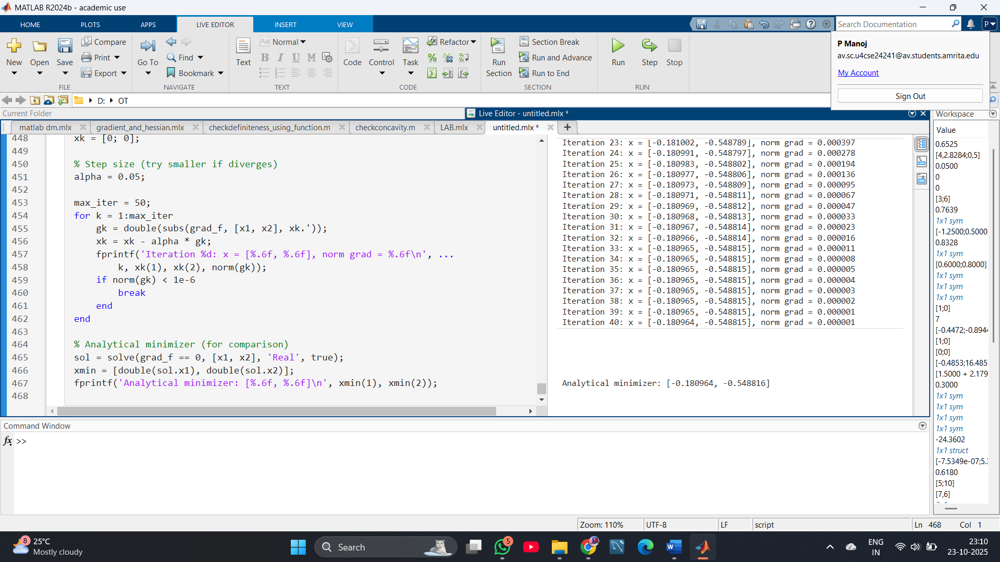 MATLAB R2024b - academic use
HOME PLOTS APPS LIVE EDITOR INSERT VIEW
Search Documentation
P
P Manoj
av.sc.u4cse24241@av.students.amrita.edu
My Account
Sign Out
New Open Save Compare Print Export
FILE
Go To Find Bookmark
NAVIGATE
Text Aa Normal
B I U M
TEXT
Code Control Task Refactor
CODE
Run Section
Section Break
Run and Advance
Run to End
SECTION
Run Step Stop
RUN
D: OT
Current Folder
Live Editor - untitled.mlx *
Workspace
matlab dm.mlx gradient_and_hessian.mlx checkdefiniteness_using_function.m checkconcavity.m LAB.mlx untitled.mlx *
448 xk = [0; 0];
449
450 % Step size (try smaller if diverges)
451 alpha = 0.05;
452
453 max_iter = 50;
454 for k = 1:max_iter
455 gk = double(subs(grad_f, [x1, x2], xk.'));
456 xk = xk - alpha * gk;
457 fprintf('Iteration %d: x = [%.6f, %.6f], norm grad = %.6f\n', ...
458 k, xk(1), xk(2), norm(gk));
459 if norm(gk) < 1e-6
460 break
461 end
462 end
463
464 % Analytical minimizer (for comparison)
465 sol = solve(grad_f == 0, [x1, x2], 'Real', true);
466 xmin = [double(sol.x1), double(sol.x2)];
467 fprintf('Analytical minimizer: [%.6f, %.6f]\n', xmin(1), xmin(2));
468
Iteration 23: x = [-0.181002, -0.548789], norm grad = 0.000397
Iteration 24: x = [-0.180991, -0.548797], norm grad = 0.000278
Iteration 25: x = [-0.180983, -0.548802], norm grad = 0.000194
Iteration 26: x = [-0.180977, -0.548806], norm grad = 0.000136
Iteration 27: x = [-0.180973, -0.548809], norm grad = 0.000095
Iteration 28: x = [-0.180971, -0.548811], norm grad = 0.000067
Iteration 29: x = [-0.180969, -0.548812], norm grad = 0.000047
Iteration 30: x = [-0.180968, -0.548813], norm grad = 0.000033
Iteration 31: x = [-0.180967, -0.548814], norm grad = 0.000023
Iteration 32: x = [-0.180966, -0.548814], norm grad = 0.000016
Iteration 33: x = [-0.180965, -0.548815], norm grad = 0.000011
Iteration 34: x = [-0.180965, -0.548815], norm grad = 0.000008
Iteration 35: x = [-0.180965, -0.548815], norm grad = 0.000005
Iteration 36: x = [-0.180965, -0.548815], norm grad = 0.000004
Iteration 37: x = [-0.180965, -0.548815], norm grad = 0.000003
Iteration 38: x = [-0.180965, -0.548815], norm grad = 0.000002
Iteration 39: x = [-0.180965, -0.548815], norm grad = 0.000001
Iteration 40: x = [-0.180964, -0.548815], norm grad = 0.000001
Analytical minimizer: [-0.180964, -0.548816]
Value
0.6525
[4,2.8284;0,5]
0.0500
0
0
[3;6]
0.7639
1x1 sym
[-1.2500;0.5000
0.8328
1x1 sym
[0.6000;0.8000]
1x1 sym
1x1 sym
1x1 sym
[1;0]
7
[-0.4472;-0.894
[1;0]
[0;0]
[-0.4853;16.485
[1.5000 + 2.179
0.3000
1x1 sym
1x1 sym
1x1 sym
1x1 sym
-24.3602
1x1 struct
[-7.5349e-07;5.
0.6180
[5;10]
[7,6]
Command Window
fx >>
Zoom: 110% UTF-8 LF script Ln 468 Col 1
8
25°C
Mostly cloudy
Search
5
ENG
IN
23:10
23-10-2025